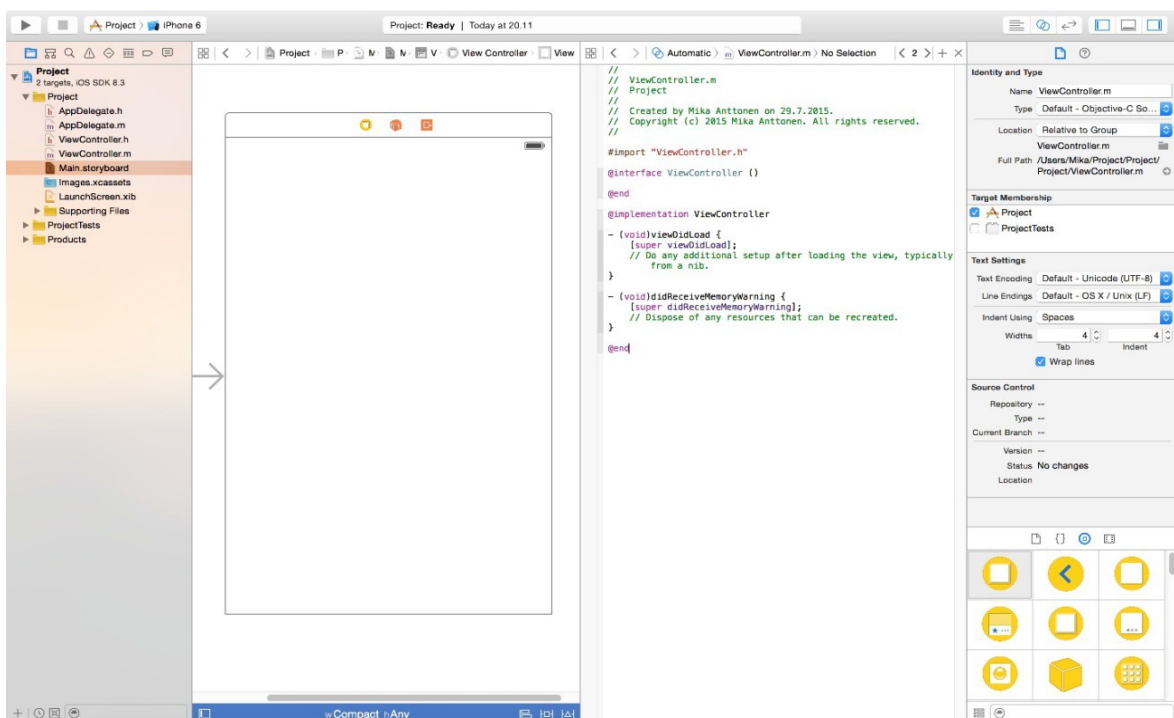 Project
iPhone 6
Project: Ready | Today at 20.11
Project
2 targets, iOS SDK 8.3
Project
AppDelegate.h
AppDelegate.m
ViewController.h
ViewController.m
Main.storyboard
Images.xcassets
LaunchScreen.xib
Supporting Files
ProjectTests
Products
Project P M M V View Controller View
Automatic ViewController.m No Selection
2
//
// ViewController.m
// Project
//
// Created by Mika Anttonen on 29.7.2015.
// Copyright (c) 2015 Mika Anttonen. All rights reserved.
//
#import "ViewController.h"
@interface ViewController ()
@end
@implementation ViewController
- (void)viewDidLoad {
[super viewDidLoad];
// Do any additional setup after loading the view, typically
from a nib.
}
- (void)didReceiveMemoryWarning {
[super didReceiveMemoryWarning];
// Dispose of any resources that can be recreated.
}
@end
wCompact hAny
Identity and Type
Name ViewController.m
Type Default - Objective-C So...
Location Relative to Group
ViewController.m
Full Path /Users/Mika/Project/Project/
Project/ViewController.m
Target Membership
Project
ProjectTests
Text Settings
Text Encoding Default - Unicode (UTF-8)
Line Endings Default - OS X / Unix (LF)
Indent Using Spaces
Widths 4 4
Tab Indent
Wrap lines
Source Control
Repository --
Type --
Current Branch --
Version --
Status No changes
Location
{}